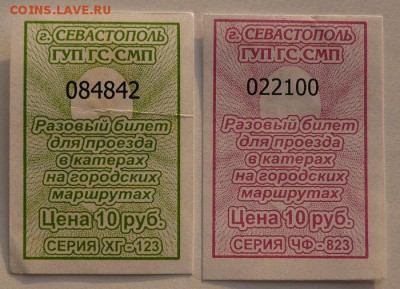 COINS.LAVE.RU
г. СЕВАСТОПОЛЬ
ГУП ГС СМП
084842
Разовый билет
для проезда
в катерах
на городских
маршрутах
Цена 10 руб.
СЕРИЯ ХГ - 123
г. СЕВАСТОПОЛЬ
ГУП ГС СМП
022100
Разовый билет
для проезда
в катерах
на городских
маршрутах
Цена 10 руб.
СЕРИЯ ЧФ - 823